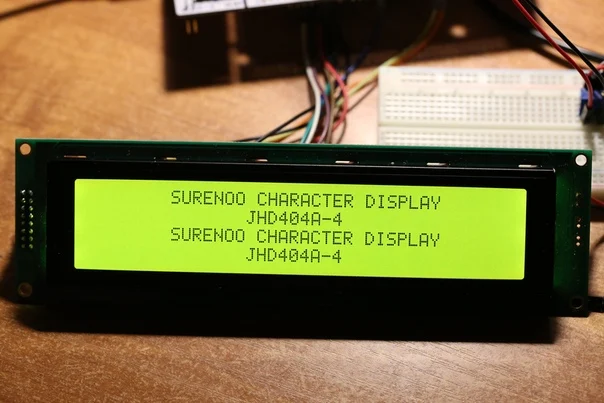 SURENOO CHARACTER DISPLAY
JHD404A-4
SURENOO CHARACTER DISPLAY
JHD404A-4